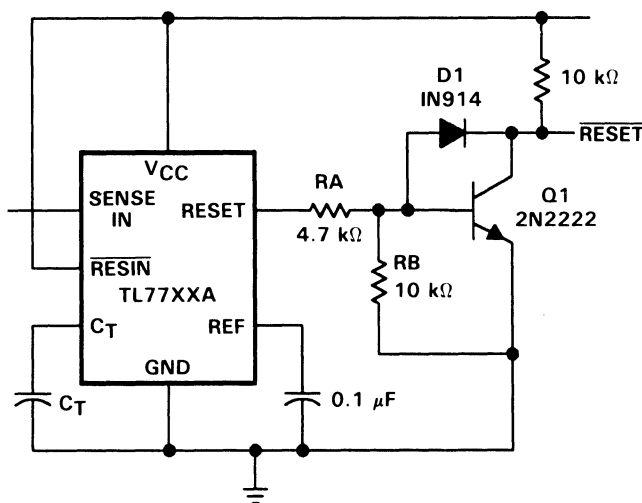 D1
IN914
10 kΩ
RESET
VCC
SENSE
IN
RESET
RA
4.7 kΩ
Q1
2N2222
RESIN
TL77XXA
RB
10 kΩ
CT
REF
GND
CT
0.1 μF